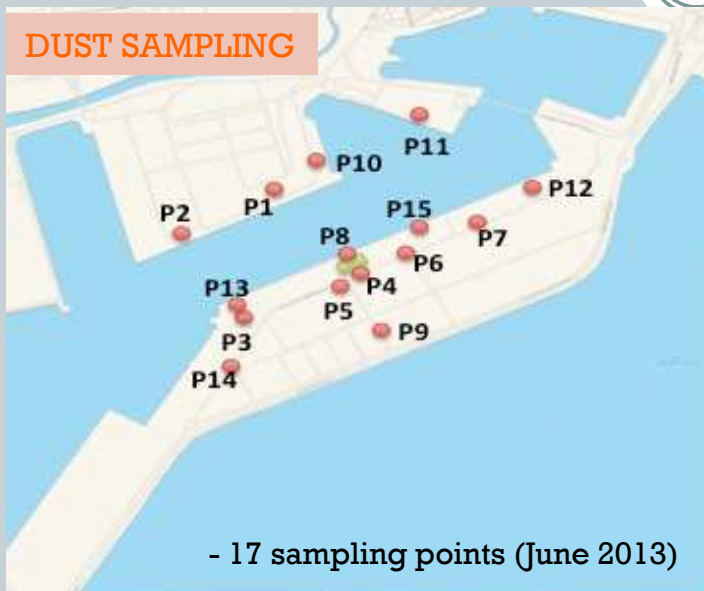 DUST SAMPLING
P11
P10
P12
P1
P2
P15
P7
P8
P6
P4
P13
P5
P3
P9
P14
- 17 sampling points (June 2013)